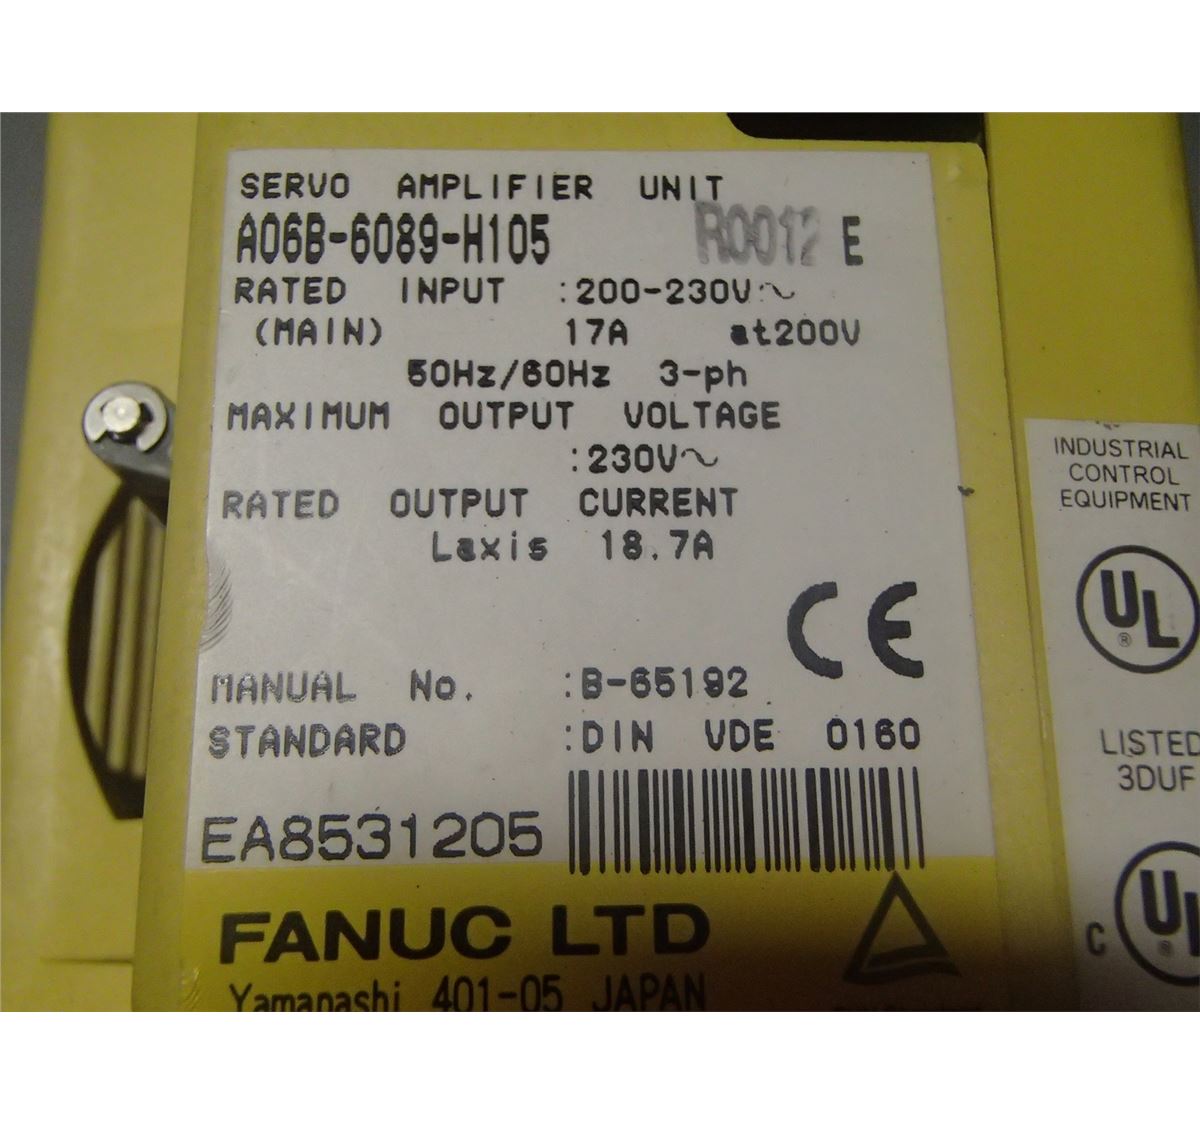 SERVO AMPLIFIER UNIT
A06B-6089-H105 R0012 E
RATED INPUT :200-230V~
(MAIN) 17A at200V
50Hz/60Hz 3-ph
MAXIMUM OUTPUT VOLTAGE
:230V~
RATED OUTPUT CURRENT
Laxis 18.7A
CE
MANUAL No. :B-65192
STANDARD :DIN VDE 0160
EA8531205
FANUC LTD
Yamanashi 401-05 JAPAN
INDUSTRIAL
CONTROL
EQUIPMENT
UL
®
LISTED
3DUF
C UL
®